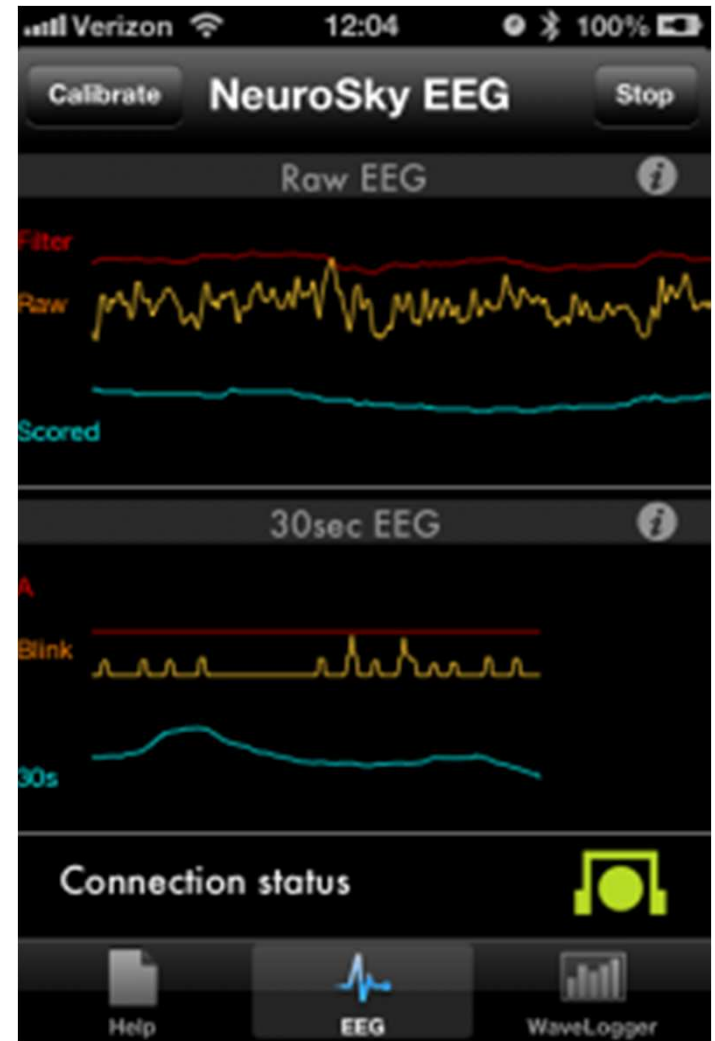 Verizon 12:04 100%
Calibrate NeuroSky EEG Stop
Raw EEG i
Filter
Raw
Scored
30sec EEG i
A
Blink
30s
Connection status
Help EEG WaveLogger